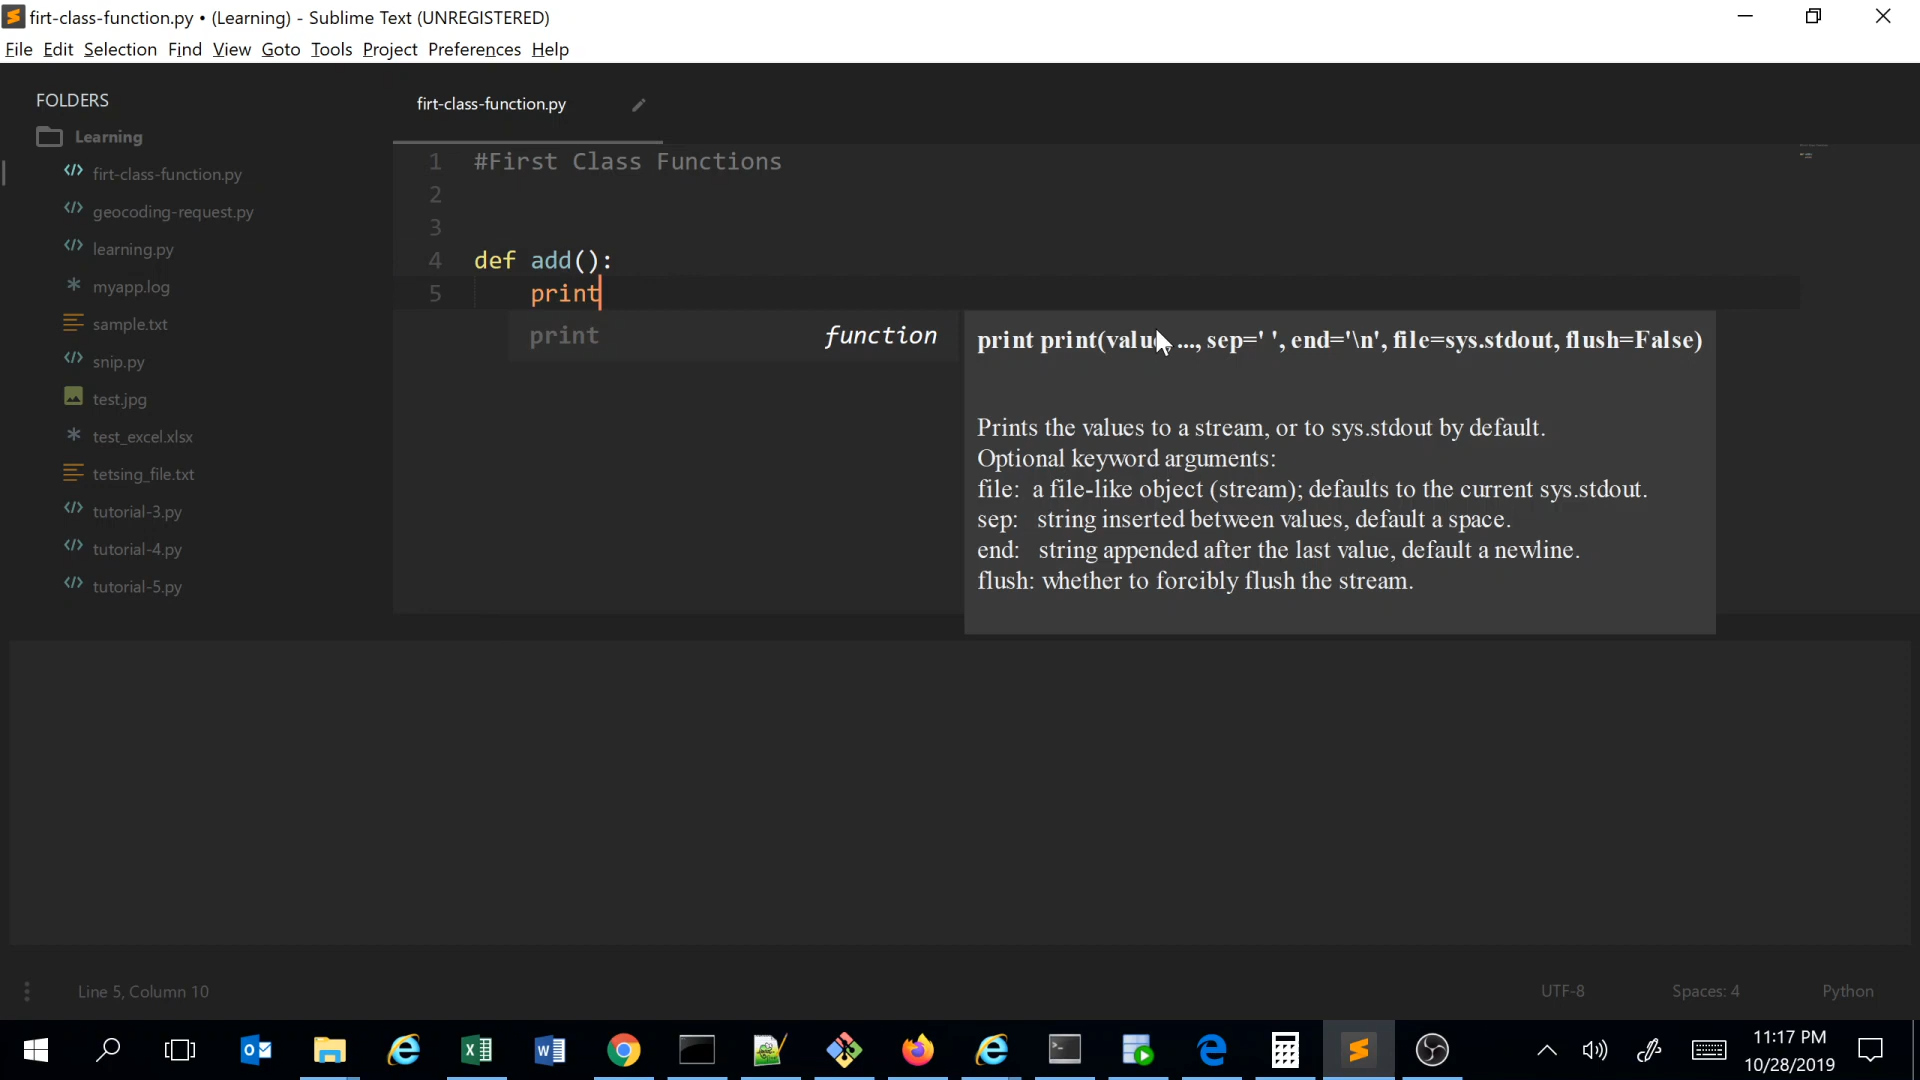 firt-class-function.py • (Learning) - Sublime Text (UNREGISTERED)
File Edit Selection Find View Goto Tools Project Preferences Help
FOLDERS
Learning
firt-class-function.py
geocoding-request.py
learning.py
myapp.log
sample.txt
snip.py
test.jpg
test_excel.xlsx
tetsing_file.txt
tutorial-3.py
tutorial-4.py
tutorial-5.py
firt-class-function.py
1 #First Class Functions
2
3
4 def add():
5 print
print function
print print(value, ..., sep=' ', end='\n', file=sys.stdout, flush=False)
Prints the values to a stream, or to sys.stdout by default.
Optional keyword arguments:
file: a file-like object (stream); defaults to the current sys.stdout.
sep: string inserted between values, default a space.
end: string appended after the last value, default a newline.
flush: whether to forcibly flush the stream.
Line 5, Column 10
UTF-8
Spaces: 4
Python
11:17 PM
10/28/2019